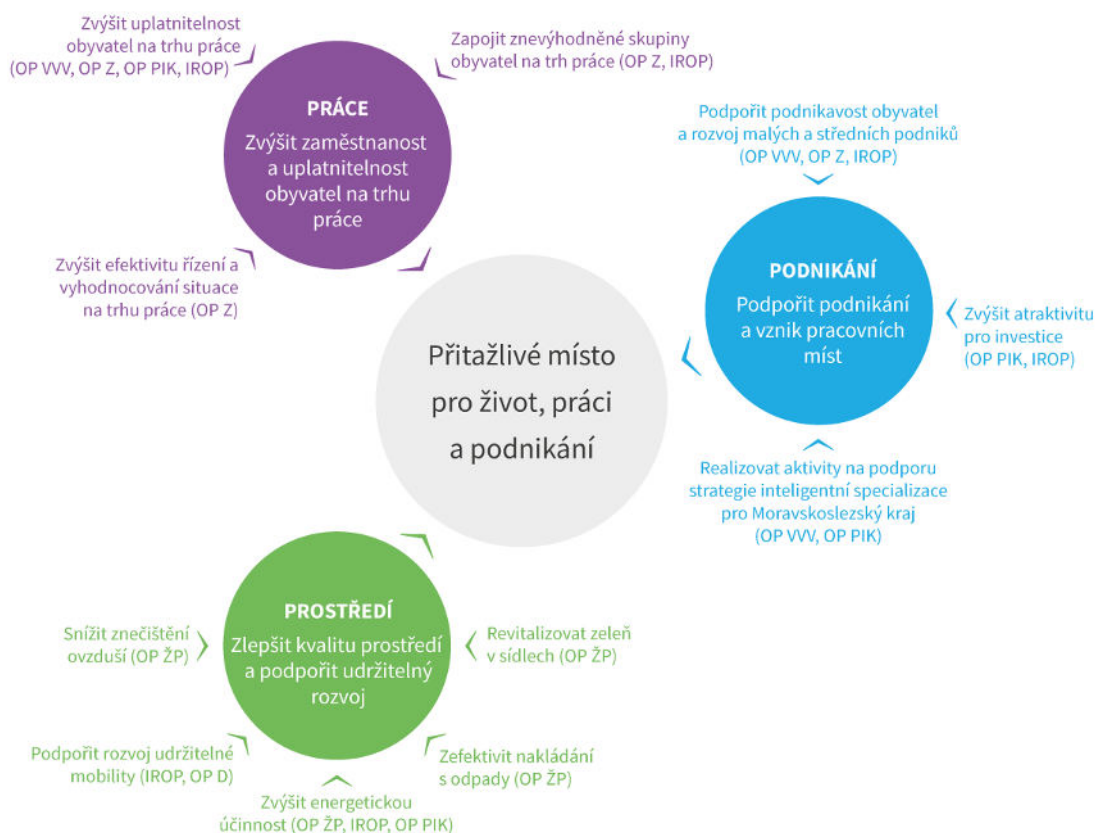 Zvýšit uplatnitelnost
obyvatel na trhu práce
(OP VVV, OP Z, OP PIK, IROP)
Zapojit znevýhodněné skupiny
obyvatel na trh práce (OP Z, IROP)
PRÁCE
Zvýšit zaměstnanost
a uplatnitelnost
obyvatel na trhu
práce
Zvýšit efektivitu řízení a
vyhodnocování situace
na trhu práce (OP Z)
Podpořit podnikavost obyvatel
a rozvoj malých a středních podniků
(OP VVV, OP Z, IROP)
PODNIKÁNÍ
Podpořit podnikání
a vznik pracovních
míst
Zvýšit atraktivitu
pro investice
(OP PIK, IROP)
Realizovat aktivity na podporu
strategie inteligentní specializace
pro Moravskoslezský kraj
(OP VVV, OP PIK)
Přitažlivé místo
pro život, práci
a podnikání
PROSTŘEDÍ
Zlepšit kvalitu prostředí
a podpořit udržitelný
rozvoj
Snížit znečištění
ovzduší (OP ŽP)
Revitalizovat zeleň
v sídlech (OP ŽP)
Podpořit rozvoj udržitelné
mobility (IROP, OP D)
Zefektivit nakládání
s odpady (OP ŽP)
Zvýšit energetickou
účinnost (OP ŽP, IROP, OP PIK)